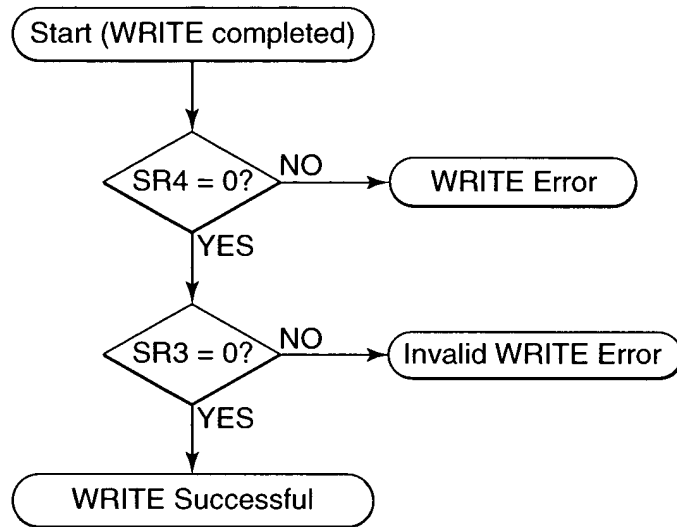 Start (WRITE completed)
SR4 = 0?
NO
WRITE Error
YES
SR3 = 0?
NO
Invalid WRITE Error
YES
WRITE Successful